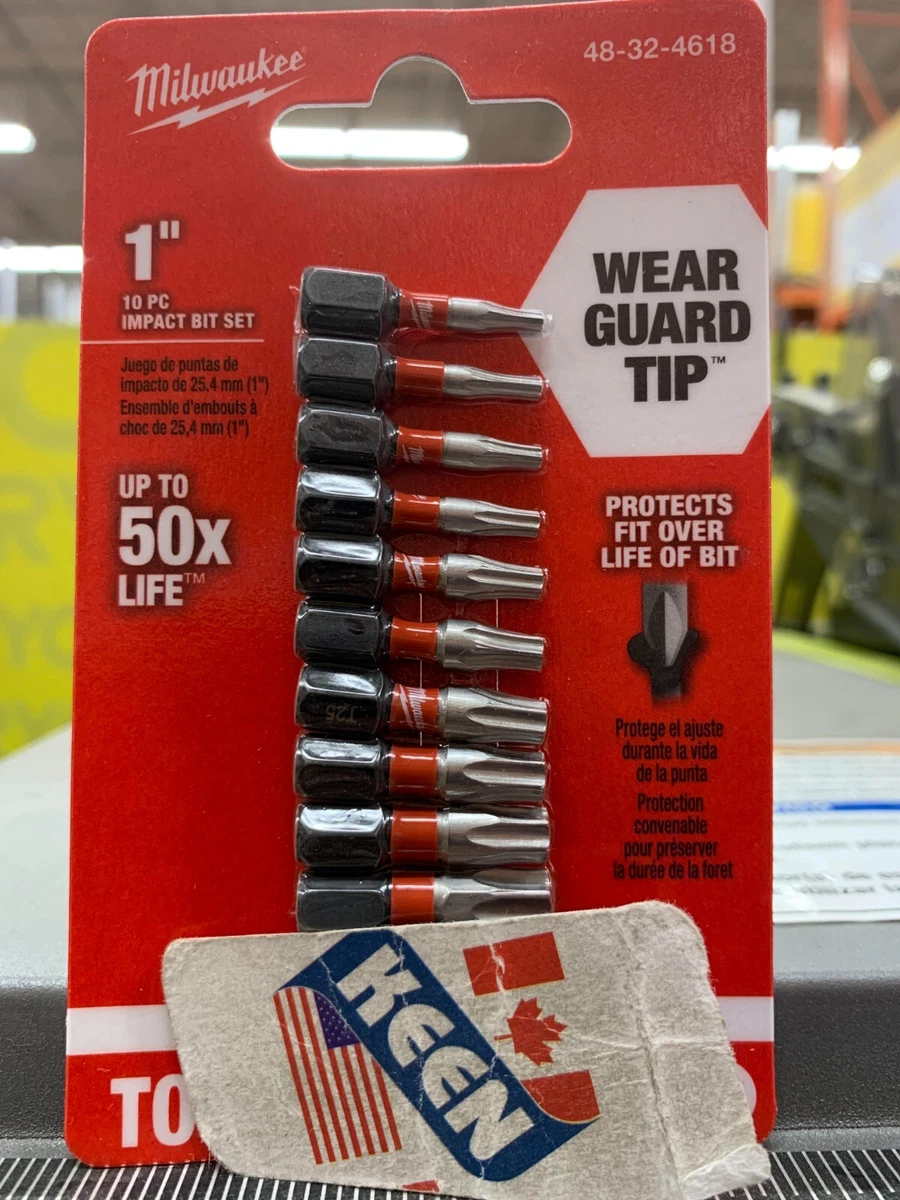 Milwaukee
48-32-4618
1"
10 PC
IMPACT BIT SET
Juego de puntas de
impacto de 25,4 mm (1")
Ensemble d'embouts à
choc de 25,4 mm (1")
UP TO
50x
LIFE™
WEAR
GUARD
TIP™
PROTECTS
FIT OVER
LIFE OF BIT
Protege el ajuste
durante la vida
de la punta
Protection
convenable
pour préserver
la durée de la foret
Milwaukee
T25
TO
KEEN